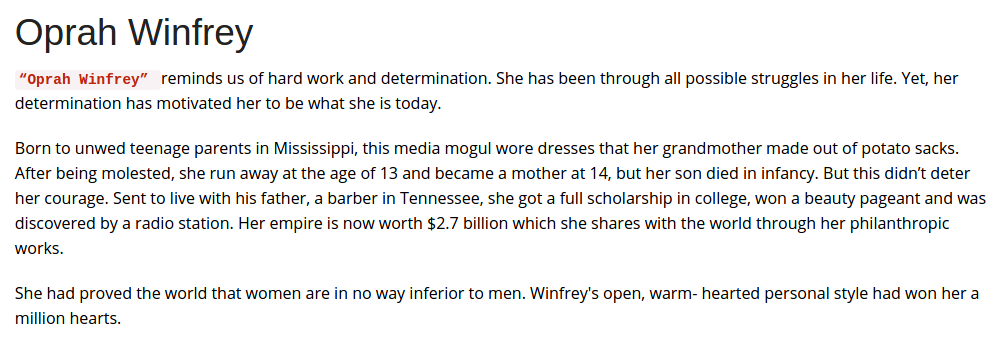 Oprah Winfrey
“Oprah Winfrey” reminds us of hard work and determination. She has been through all possible struggles in her life. Yet, her
determination has motivated her to be what she is today.
Born to unwed teenage parents in Mississippi, this media mogul wore dresses that her grandmother made out of potato sacks.
After being molested, she run away at the age of 13 and became a mother at 14, but her son died in infancy. But this didn’t deter
her courage. Sent to live with his father, a barber in Tennessee, she got a full scholarship in college, won a beauty pageant and was
discovered by a radio station. Her empire is now worth $2.7 billion which she shares with the world through her philanthropic
works.
She had proved the world that women are in no way inferior to men. Winfrey's open, warm- hearted personal style had won her a
million hearts.